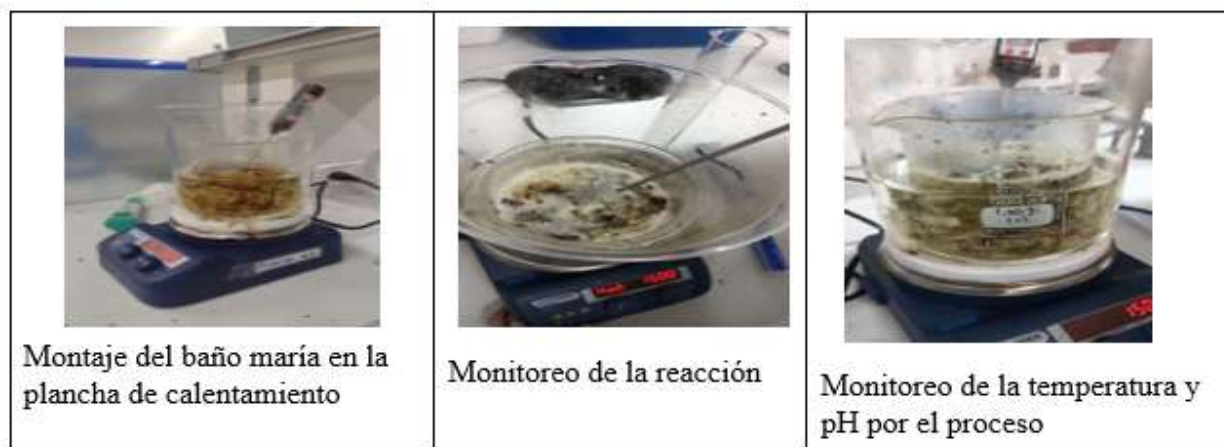 Montaje del baño maría en la
plancha de calentamiento
Monitoreo de la reacción
Monitoreo de la temperatura y
pH por el proceso